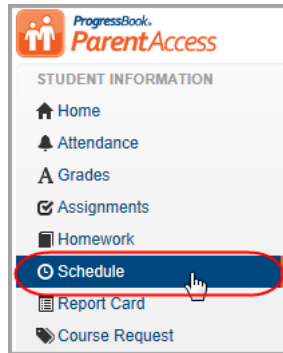 ProgressBook.
ParentAccess
STUDENT INFORMATION
Home
Attendance
Grades
Assignments
Homework
Schedule
Report Card
Course Request